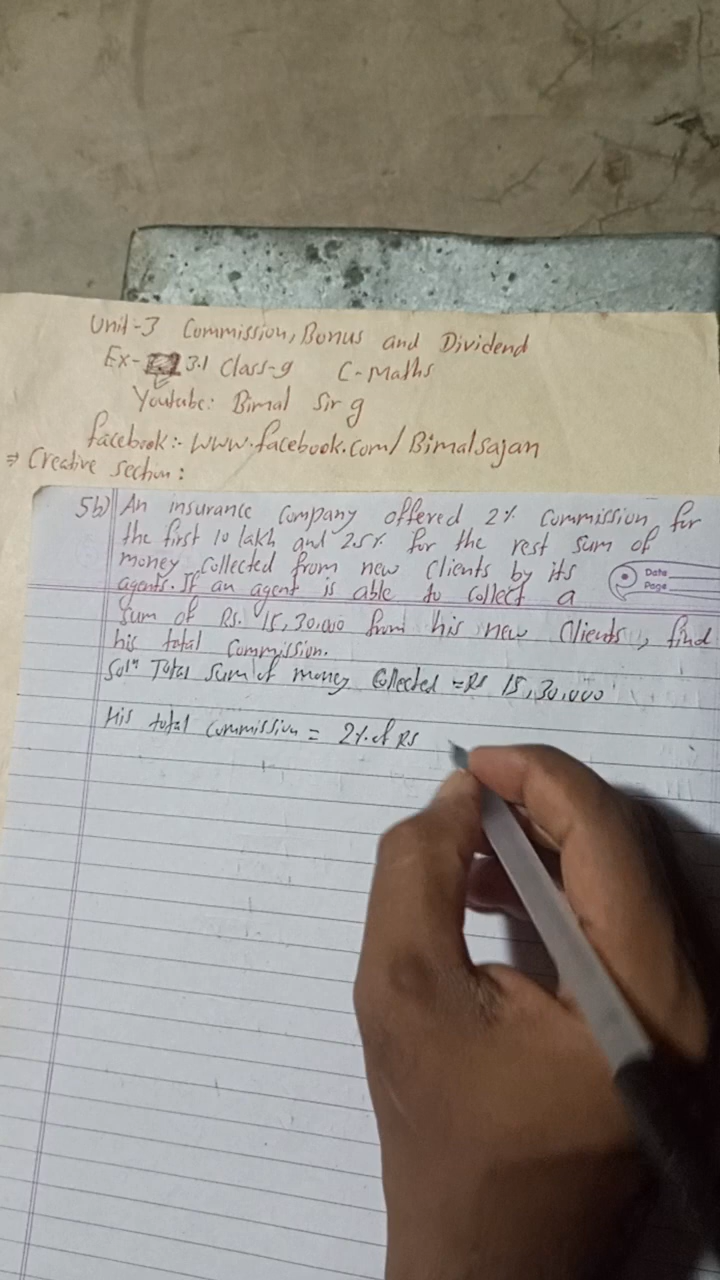 Unit-3 Commission, Bonus and Dividend
Ex- 3.1 Class-9 C-Maths
Youtube: Bimal Sir g
facebook:- www.facebook.com/Bimalsajan
⇒ Creative section:
5b) An insurance company offered 2% commission for
the first 10 lakh and 2.5% for the rest sum of
money collected from new clients by its
agents. If an agent is able to collect a
sum of Rs. 15,30,000 from his new clients, find
his total commission.
Date
Page
Solⁿ Total sum of money collected = Rs 15,30,000
His total commission = 2% of Rs